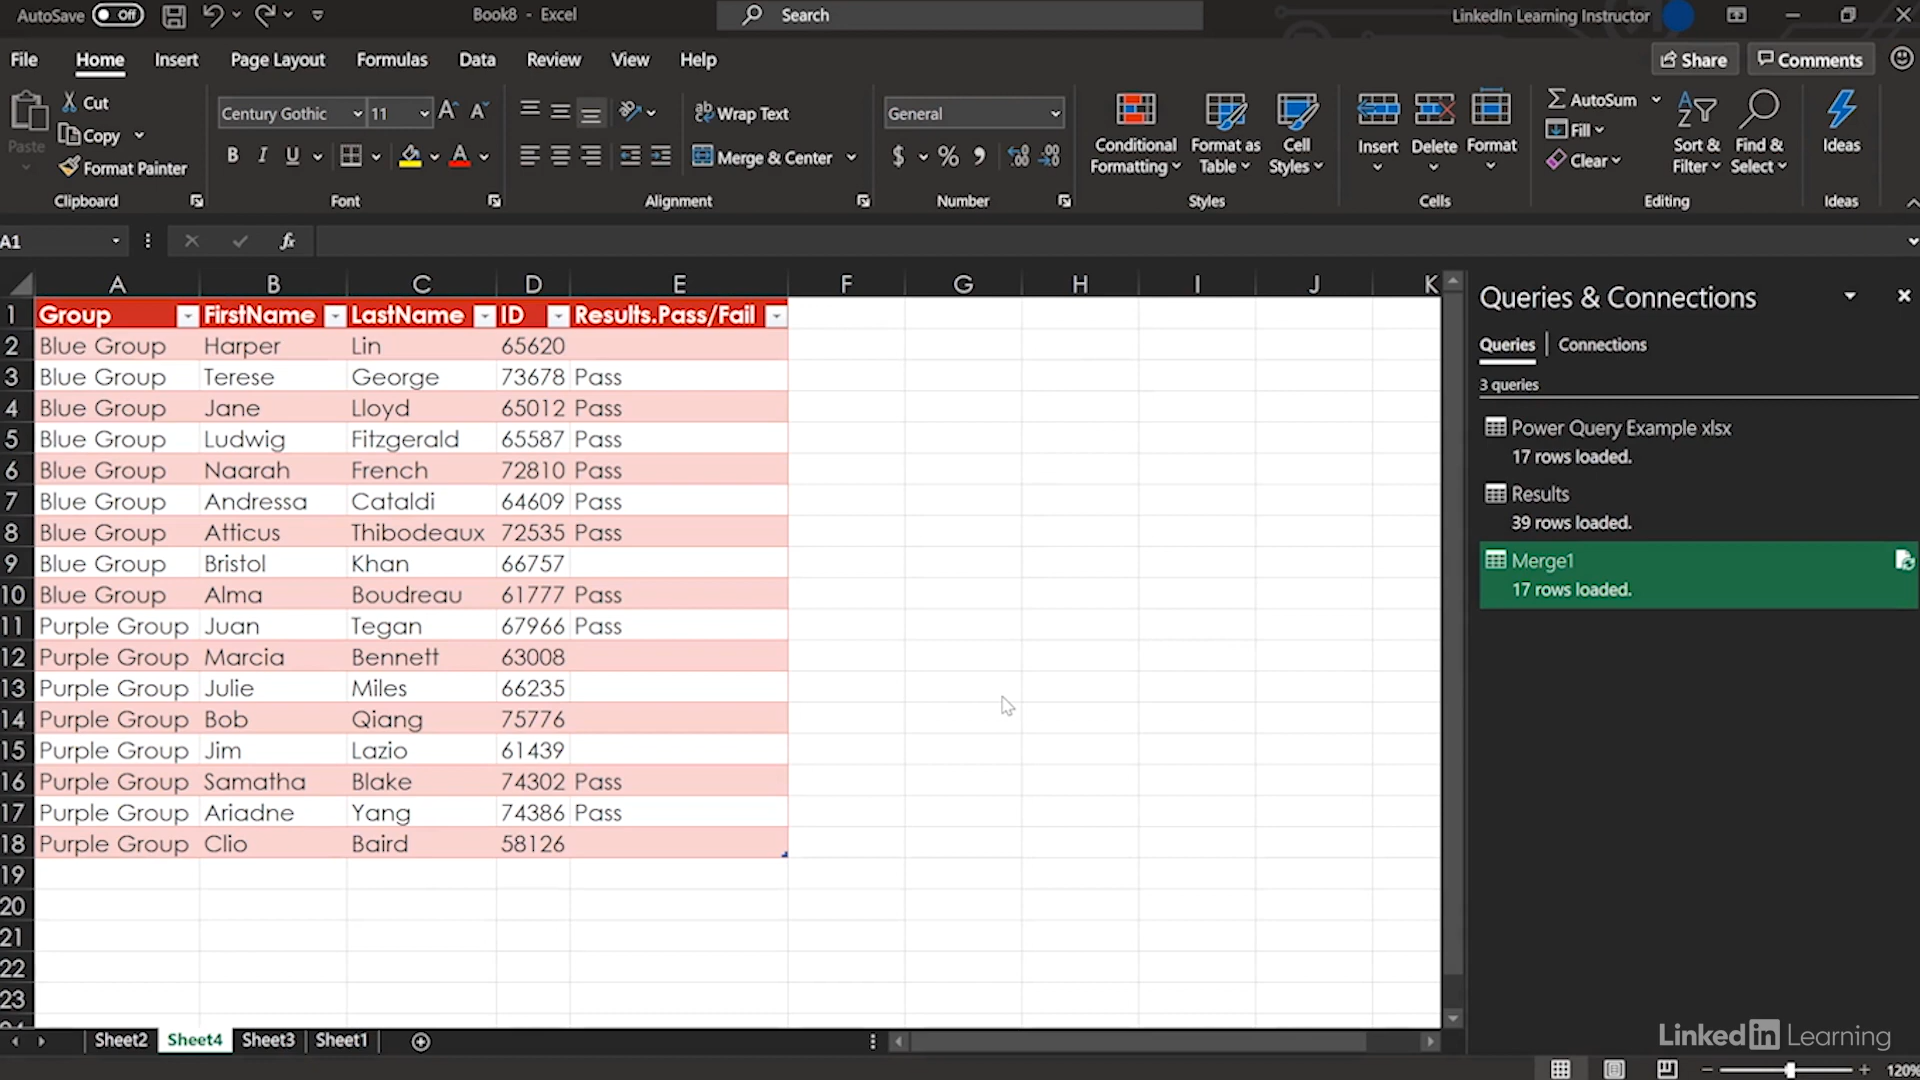 AutoSave Off Book8 - Excel Search LinkedIn Learning Instructor
File Home Insert Page Layout Formulas Data Review View Help Share Comments
Cut
Copy
Format Painter
Paste
Clipboard
Century Gothic 11
B I U
Font
Wrap Text
Merge & Center
Alignment
General
$ % 9
Number
Conditional Formatting
Format as Table
Cell Styles
Styles
Insert Delete Format
Cells
AutoSum
Fill
Clear
Sort & Filter
Find & Select
Editing
Ideas
Ideas
A1 fx
A B C D E F G H I J K
1 Group FirstName LastName ID Results.Pass/Fail
2 Blue Group Harper Lin 65620
3 Blue Group Terese George 73678 Pass
4 Blue Group Jane Lloyd 65012 Pass
5 Blue Group Ludwig Fitzgerald 65587 Pass
6 Blue Group Naarah French 72810 Pass
7 Blue Group Andressa Cataldi 64609 Pass
8 Blue Group Atticus Thibodeaux 72535 Pass
9 Blue Group Bristol Khan 66757
10 Blue Group Alma Boudreau 61777 Pass
11 Purple Group Juan Tegan 67966 Pass
12 Purple Group Marcia Bennett 63008
13 Purple Group Julie Miles 66235
14 Purple Group Bob Qiang 75776
15 Purple Group Jim Lazio 61439
16 Purple Group Samatha Blake 74302 Pass
17 Purple Group Ariadne Yang 74386 Pass
18 Purple Group Clio Baird 58126
19
20
21
22
23
Queries & Connections
Queries | Connections
3 queries
Power Query Example xlsx
17 rows loaded.
Results
39 rows loaded.
Merge1
17 rows loaded.
Sheet2 Sheet4 Sheet3 Sheet1
LinkedIn Learning
120%